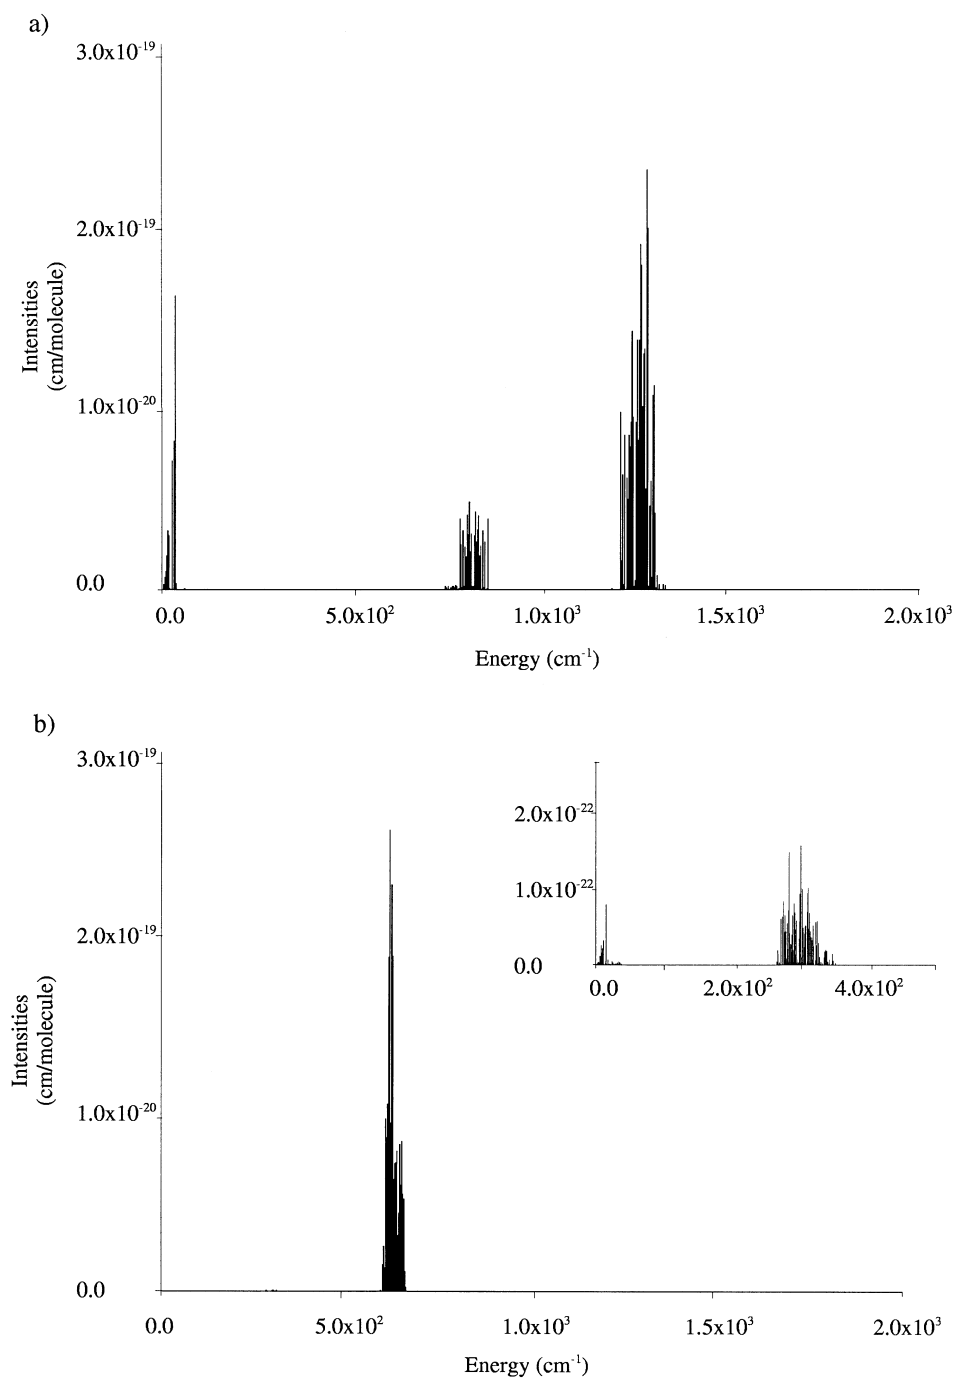 a)
3.0x10⁻¹⁹
2.0x10⁻¹⁹
Intensities
(cm/molecule)
1.0x10⁻²⁰
0.0
0.0 5.0x10² 1.0x10³ 1.5x10³ 2.0x10³
Energy (cm⁻¹)
b)
3.0x10⁻¹⁹
2.0x10⁻²²
1.0x10⁻²²
0.0
0.0 2.0x10² 4.0x10²
2.0x10⁻¹⁹
Intensities
(cm/molecule)
1.0x10⁻²⁰
0.0
0.0 5.0x10² 1.0x10³ 1.5x10³ 2.0x10³
Energy (cm⁻¹)